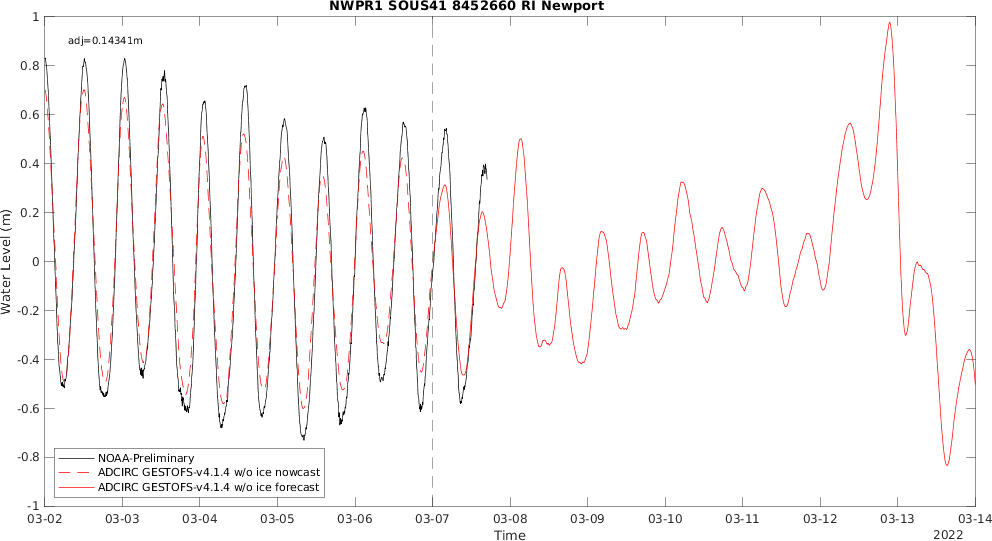 NWPR1 SOUS41 8452660 RI Newport
adj=0.14341m
1
0.8
0.6
0.4
0.2
0
-0.2
-0.4
-0.6
-0.8
-1
Water Level (m)
NOAA-Preliminary
ADCIRC GESTOFS-v4.1.4 w/o ice nowcast
ADCIRC GESTOFS-v4.1.4 w/o ice forecast
03-02 03-03 03-04 03-05 03-06 03-07 03-08 03-09 03-10 03-11 03-12 03-13 03-14
Time
2022